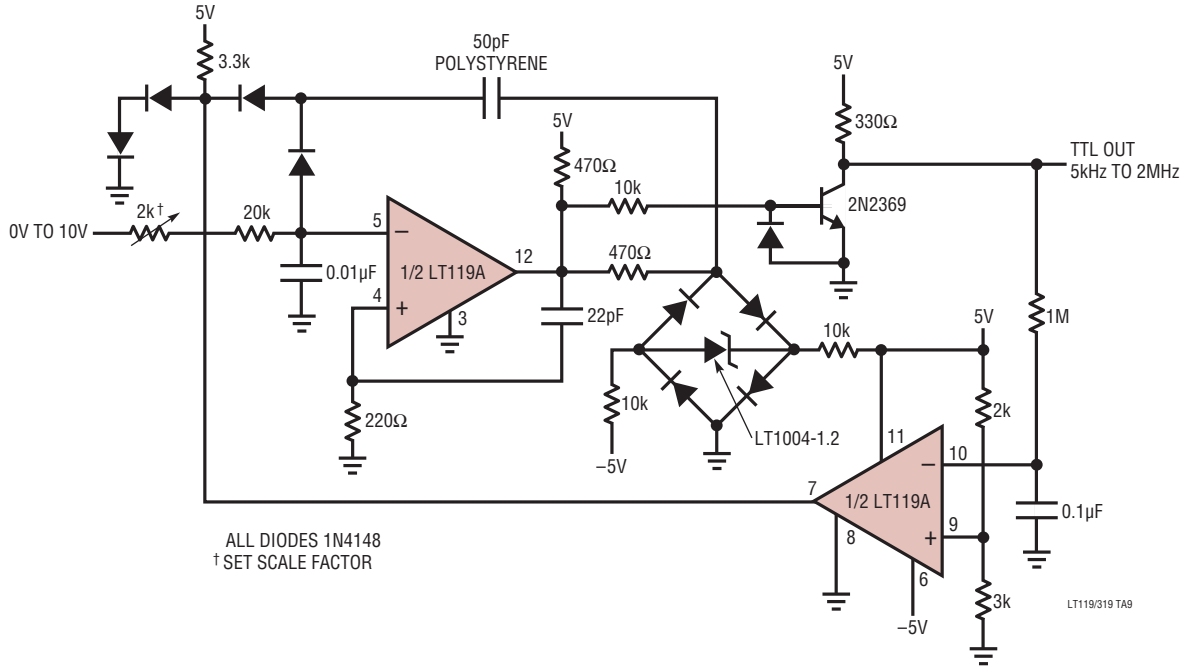 5V
3.3k
50pF
POLYSTYRENE
5V
330Ω
TTL OUT
5kHz TO 2MHz
5V
470Ω
10k
2N2369
0V TO 10V
2k†
20k
5
−
12
1/2 LT119A
470Ω
0.01µF
4
+
3
22pF
10k
5V
1M
220Ω
10k
−5V
LT1004-1.2
2k
11
−
10
7
1/2 LT119A
0.1µF
8
+
9
6
−5V
3k
ALL DIODES 1N4148
† SET SCALE FACTOR
LT119/319 TA9